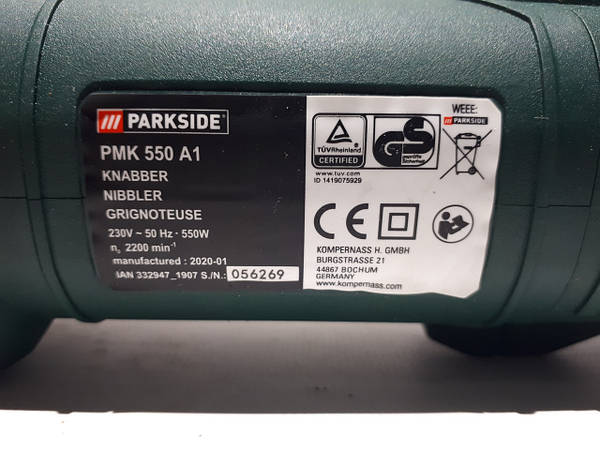 PARKSIDE®
PMK 550 A1
KNABBER
NIBBLER
GRIGNOTEUSE
230V ~ 50 Hz · 550W
n₀ 2200 min⁻¹
manufactured : 2020-01
IAN 332947_1907 S./N.: 056269
TÜVRheinland
CERTIFIED
www.tuv.com
ID 1419075929
GS
WEEE:
PARKSIDE
CE
KOMPERNASS H. GMBH
BURGSTRASSE 21
44867 BOCHUM
GERMANY
www.kompernass.com